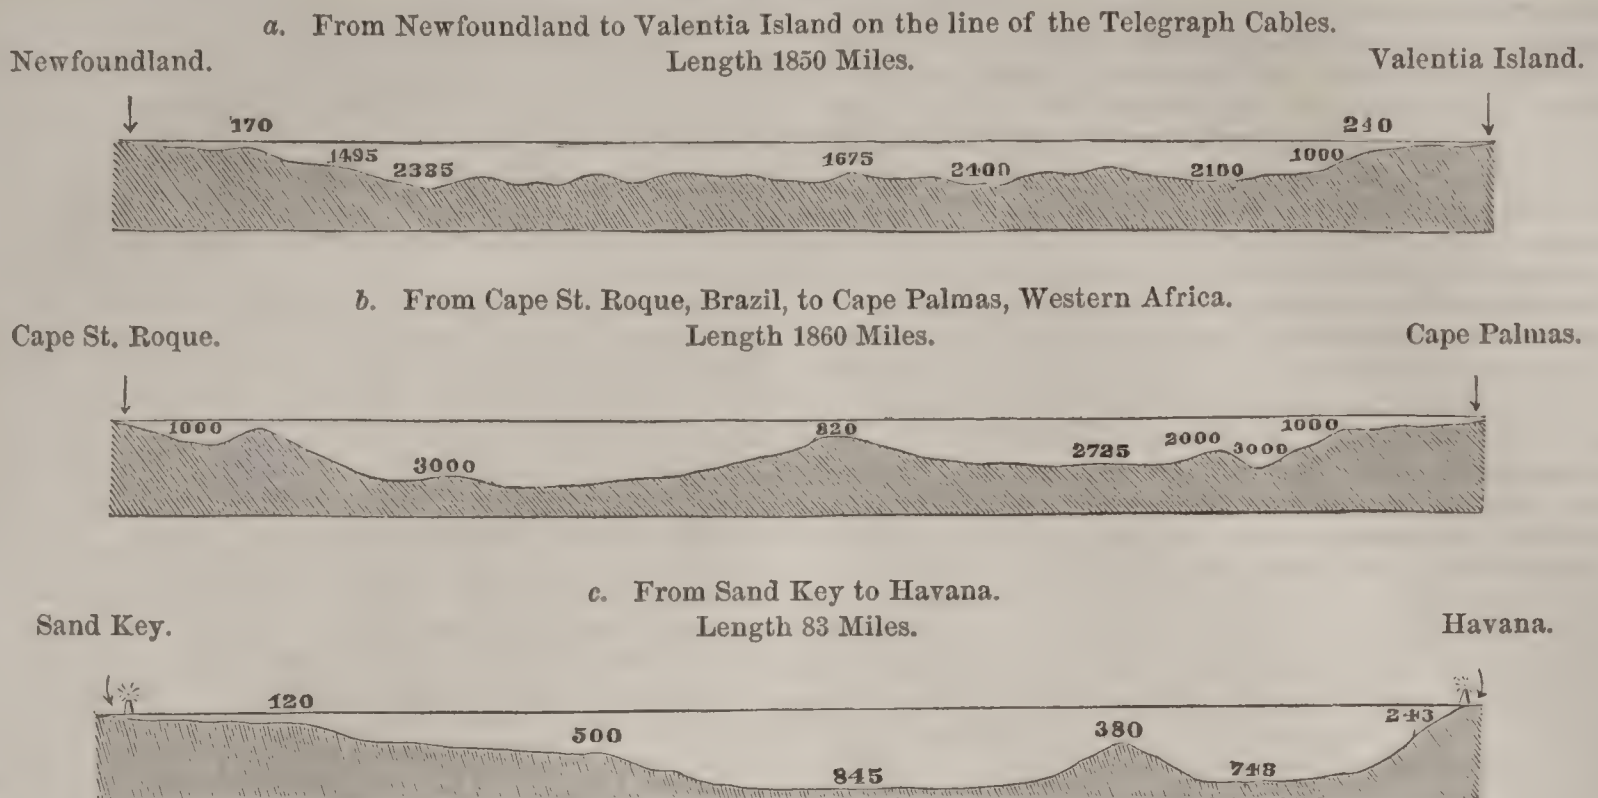 a. From Newfoundland to Valentia Island on the line of the Telegraph Cables.
Newfoundland. Length 1850 Miles. Valentia Island.
170 240
1495 2385 1675 2400 2100 1000
b. From Cape St. Roque, Brazil, to Cape Palmas, Western Africa.
Cape St. Roque. Length 1860 Miles. Cape Palmas.
1000 3000 820 2725 2000 3000 1000
c. From Sand Key to Havana.
Sand Key. Length 83 Miles. Havana.
120 500 845 380 748 243